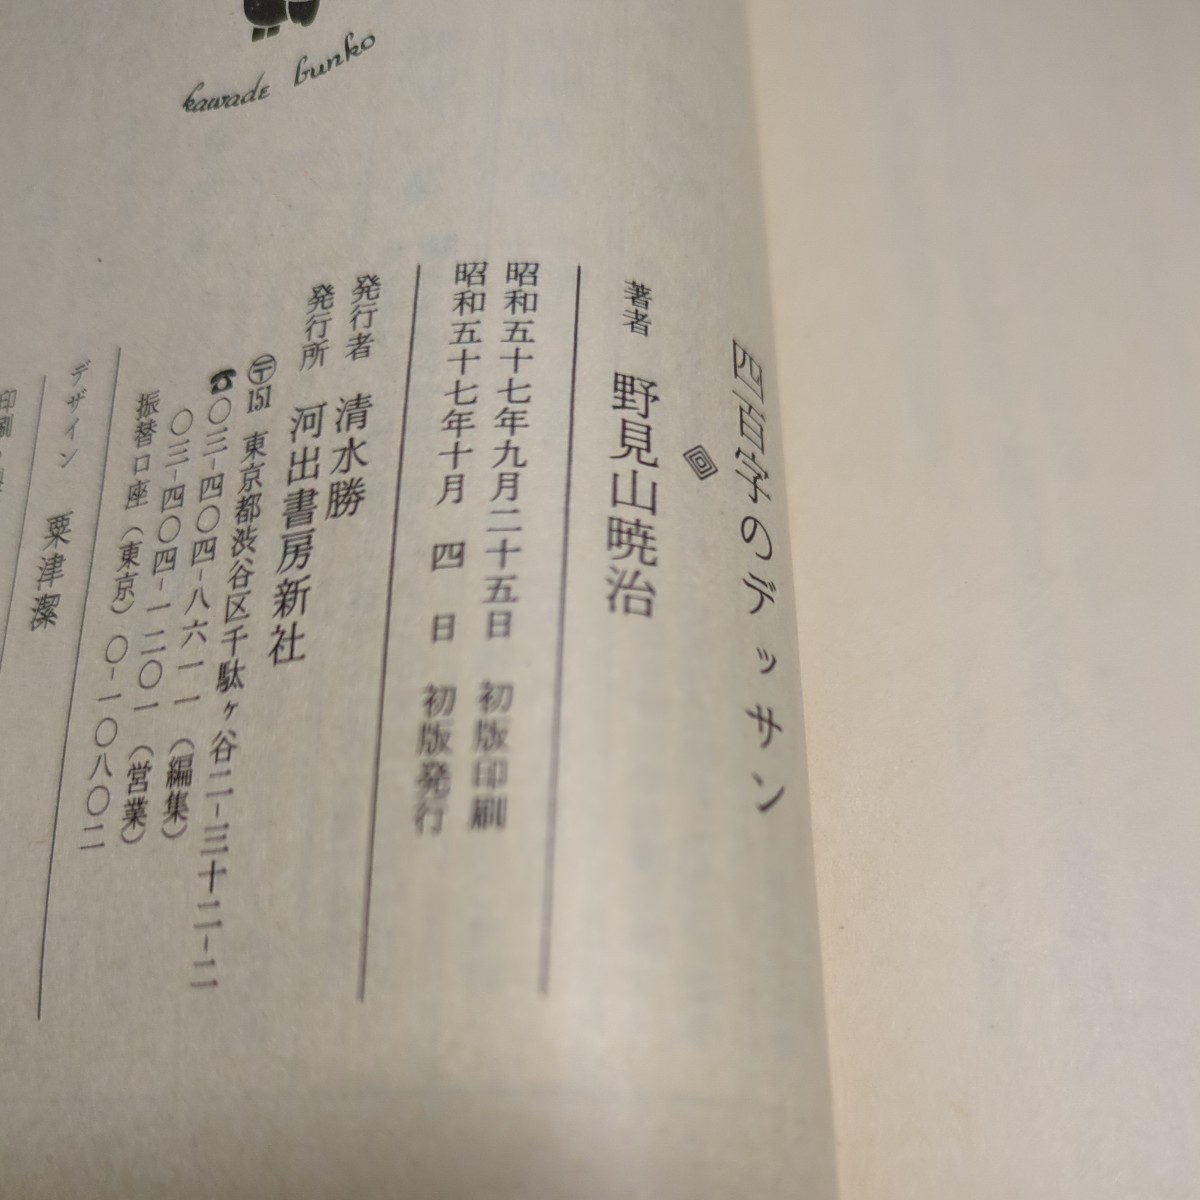 kawade bunko
四百字のデッサン
著者 野見山暁治
昭和五十七年九月二十五日 初版印刷
昭和五十七年十月 四 日 初版発行
発行者 清水勝
発行所 河出書房新社
〒151 東京都渋谷区千駄ヶ谷二-三十二-二
☎〇三-四〇四-八六一一 (編集)
〇三-四〇四-一二〇一 (営業)
振替口座 (東京) 〇-一〇八〇二
デザイン 粟津潔
印刷